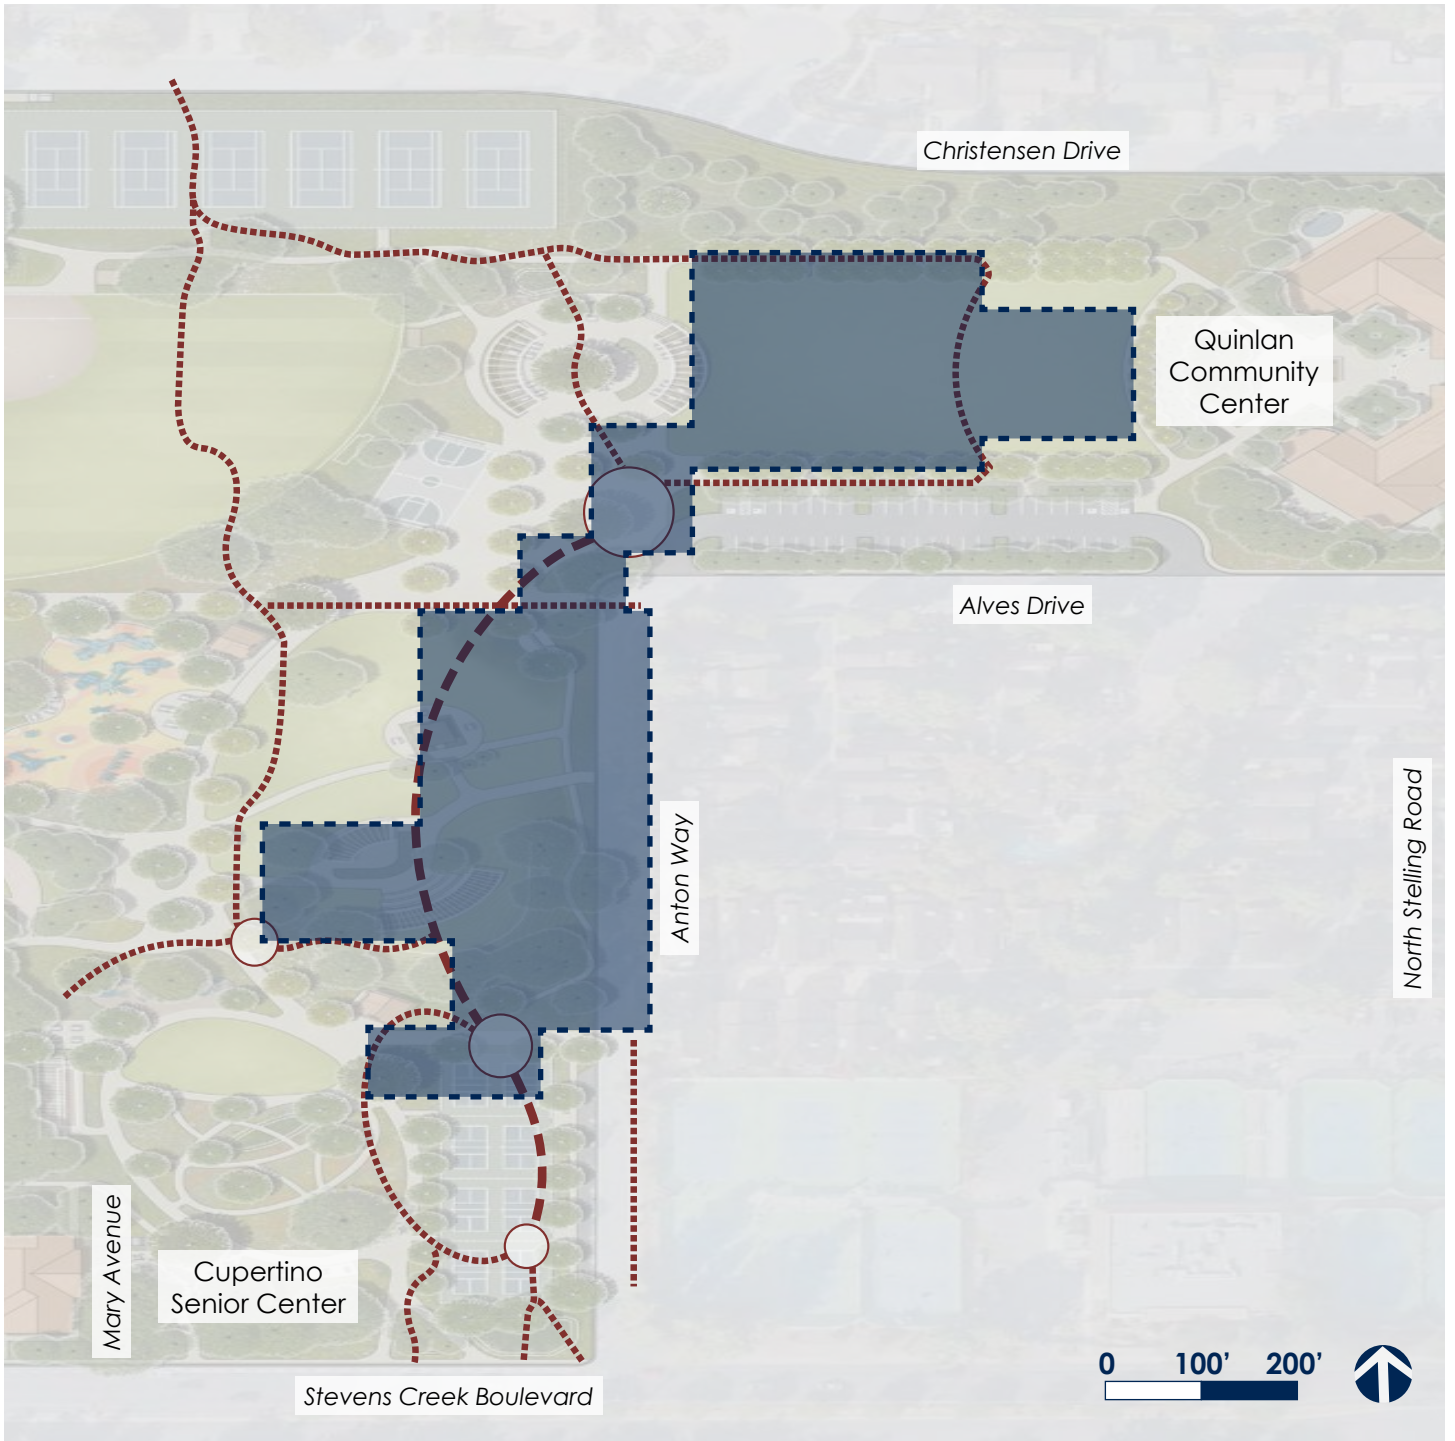 Christensen Drive
Quinlan
Community
Center
Alves Drive
Anton Way
North Stelling Road
Mary Avenue
Cupertino
Senior Center
Stevens Creek Boulevard
0 100’ 200’